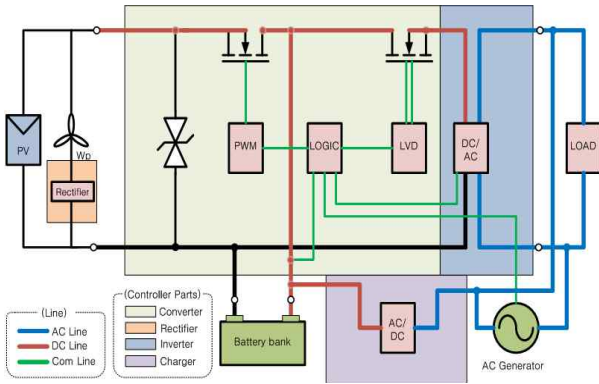 PV
Wp
Rectifier
PWM
LOGIC
LVD
DC/
AC
LOAD
(Line)
AC Line
DC Line
Com Line
(Controller Parts)
Converter
Rectifier
Inverter
Charger
Battery bank
AC/
DC
AC Generator